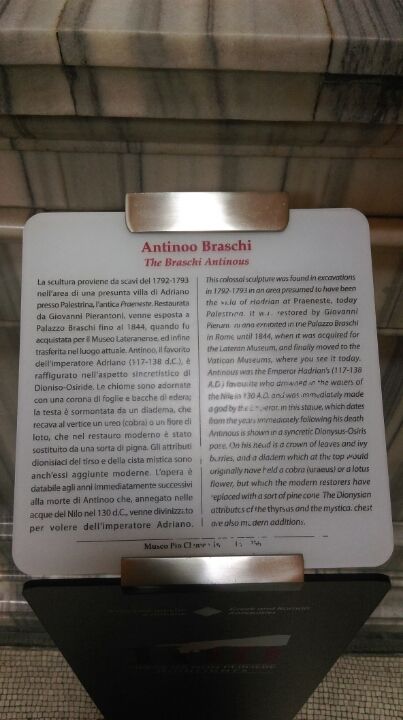 Antinoo Braschi
The Braschi Antinous
La scultura proviene da scavi del 1792-1793
nell'area di una presunta villa di Adriano
presso Palestrina, l'antica Praeneste. Restaurata
da Giovanni Pierantoni, venne esposta a
Palazzo Braschi fino al 1844, quando fu
acquistata per il Museo Lateranense, ed infine
trasferita nel luogo attuale. Antinoo, il favorito
dell'imperatore Adriano (117-138 d.C.), è
raffigurato nell'aspetto sincretistico di
Dioniso-Osiride. Le chiome sono adornate
con una corona di foglie e bacche di edera;
la testa è sormontata da un diadema, che
recava al vertice un ureo (cobra) o un fiore di
loto, che nel restauro moderno è stato
sostituito da una sorta di pigna. Gli attributi
dionisiaci del tirso e della cista mistica sono
anch'essi aggiunte moderne. L'opera è
databile agli anni immediatamente successivi
alla morte di Antinoo che, annegato nelle
acque del Nilo nel 130 d.C., venne divinizzato
per volere dell'imperatore Adriano.
This colossal sculpture was found in excavations
in 1792-1793 in an area presumed to have been
the villa of Hadrian at Praeneste, today
Palestrina. It was restored by Giovanni
and exhibited in the Palazzo Braschi
in Rome until 1844, when it was acquired for
the Lateran Museum, and finally moved to the
Vatican Museums, where you see it today.
Antinous was the Emperor Hadrian's (117-138
A.D.) favourite who drowned in the waters of
the Nile in 130 A.D. and was immediately made
a god by the Emperor. In this statue, which dates
from the years immediately following his death
Antinous is shown in a syncretic Dionysus-Osiris
pose. On his head is a crown of leaves and ivy
berries, and a diadem which at the top would
originally have held a cobra (uraeus) or a lotus
flower, but which the modern restorers have
replaced with a sort of pine cone. The Dionysian
attributes of the thyrsus and the mystical chest
are also modern additions.
Museo Pio
Greek and Roman
Antiquities